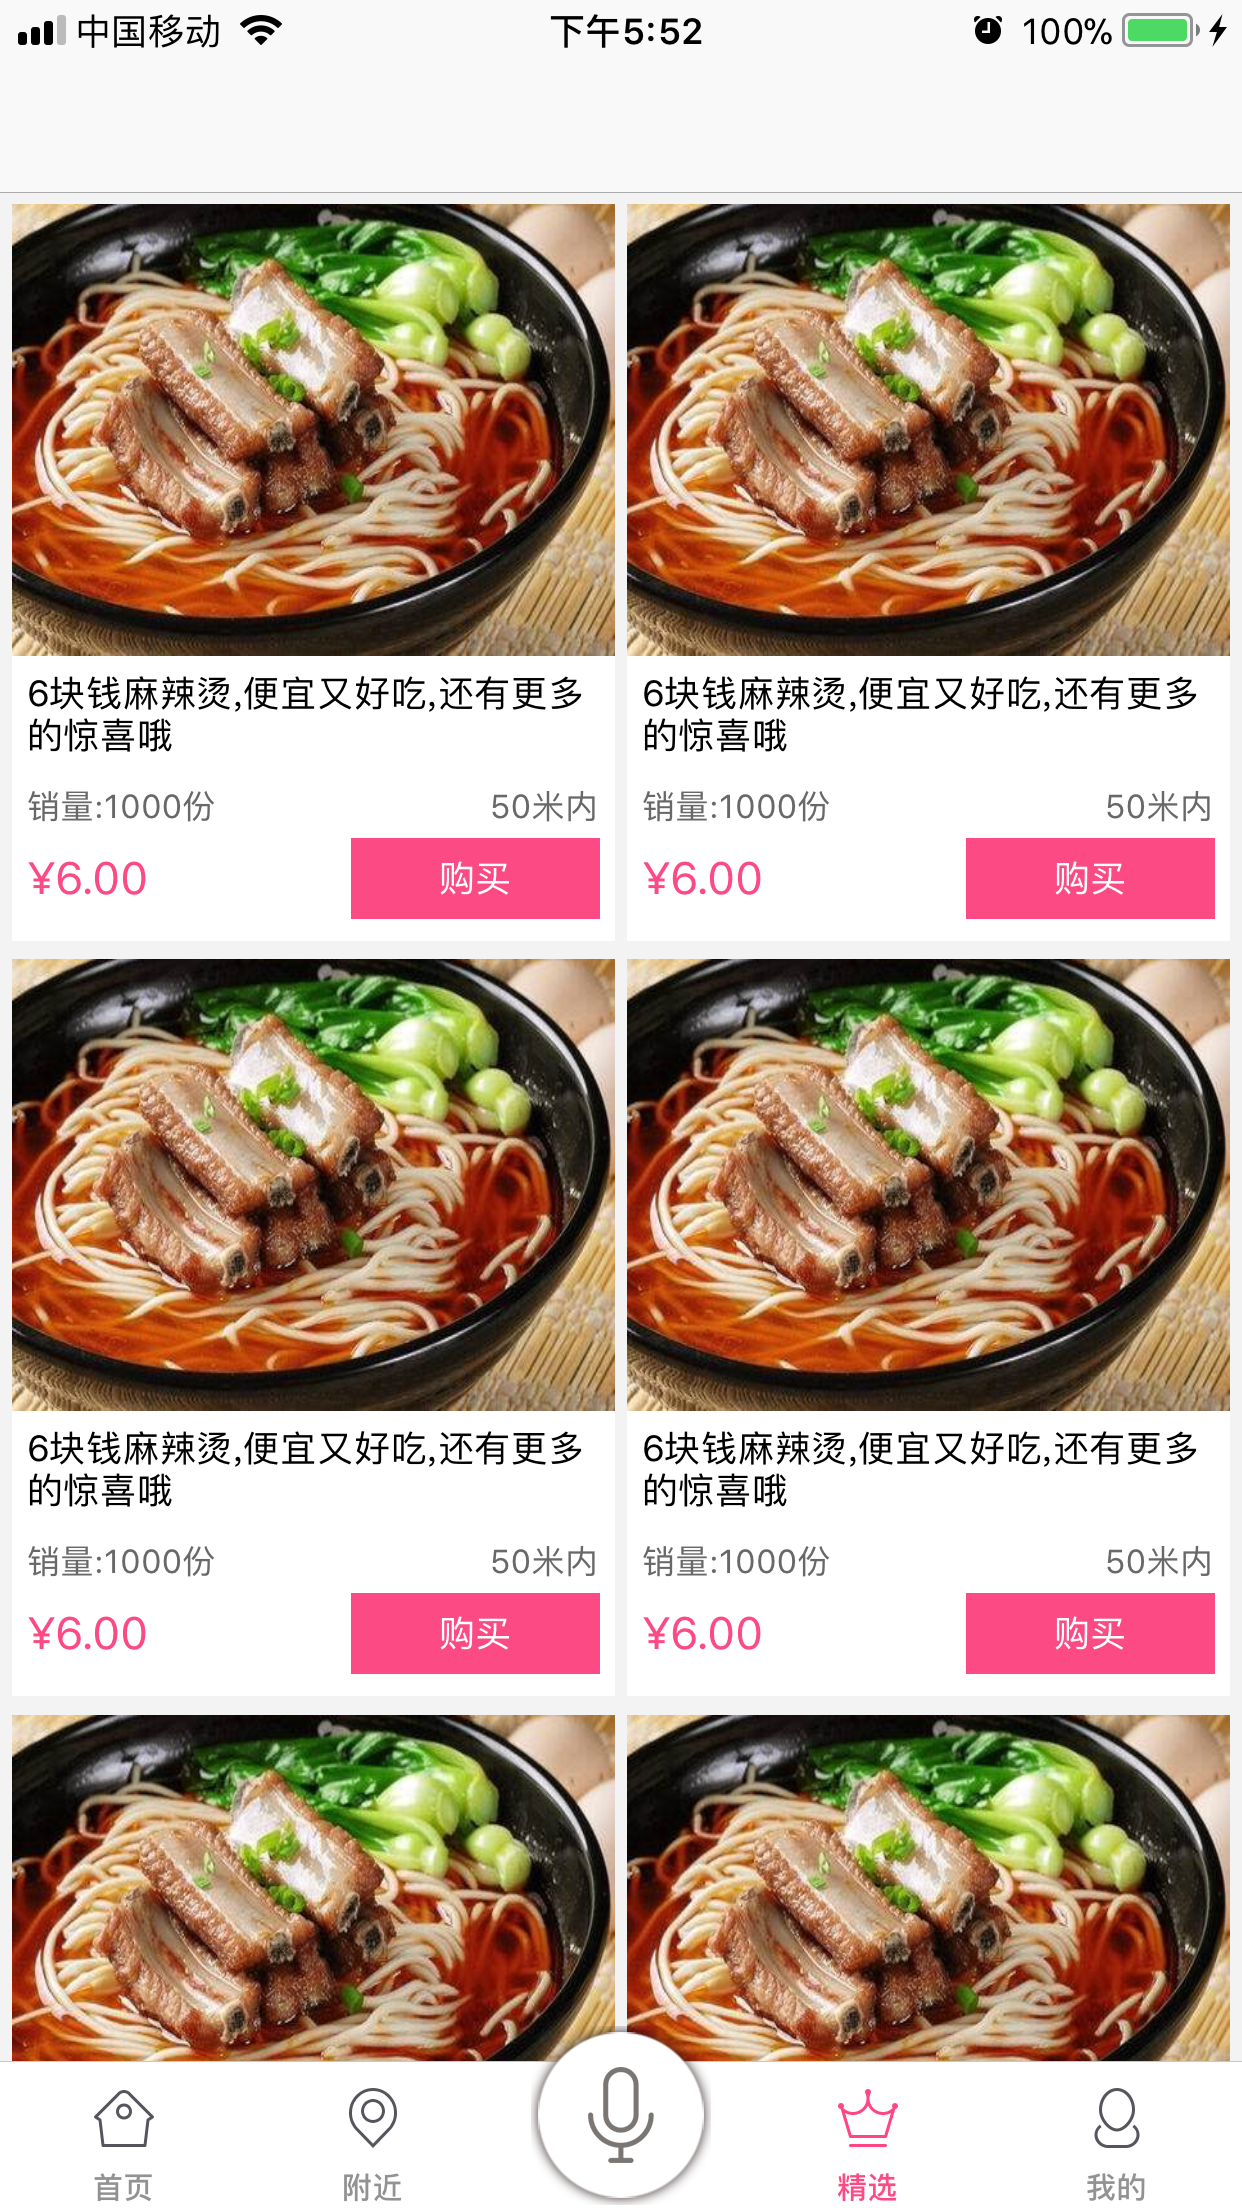 中国移动 下午5:52 100%
6块钱麻辣烫,便宜又好吃,还有更多
的惊喜哦
销量:1000份 50米内
¥6.00 购买
6块钱麻辣烫,便宜又好吃,还有更多
的惊喜哦
销量:1000份 50米内
¥6.00 购买
6块钱麻辣烫,便宜又好吃,还有更多
的惊喜哦
销量:1000份 50米内
¥6.00 购买
6块钱麻辣烫,便宜又好吃,还有更多
的惊喜哦
销量:1000份 50米内
¥6.00 购买
首页 附近 精选 我的